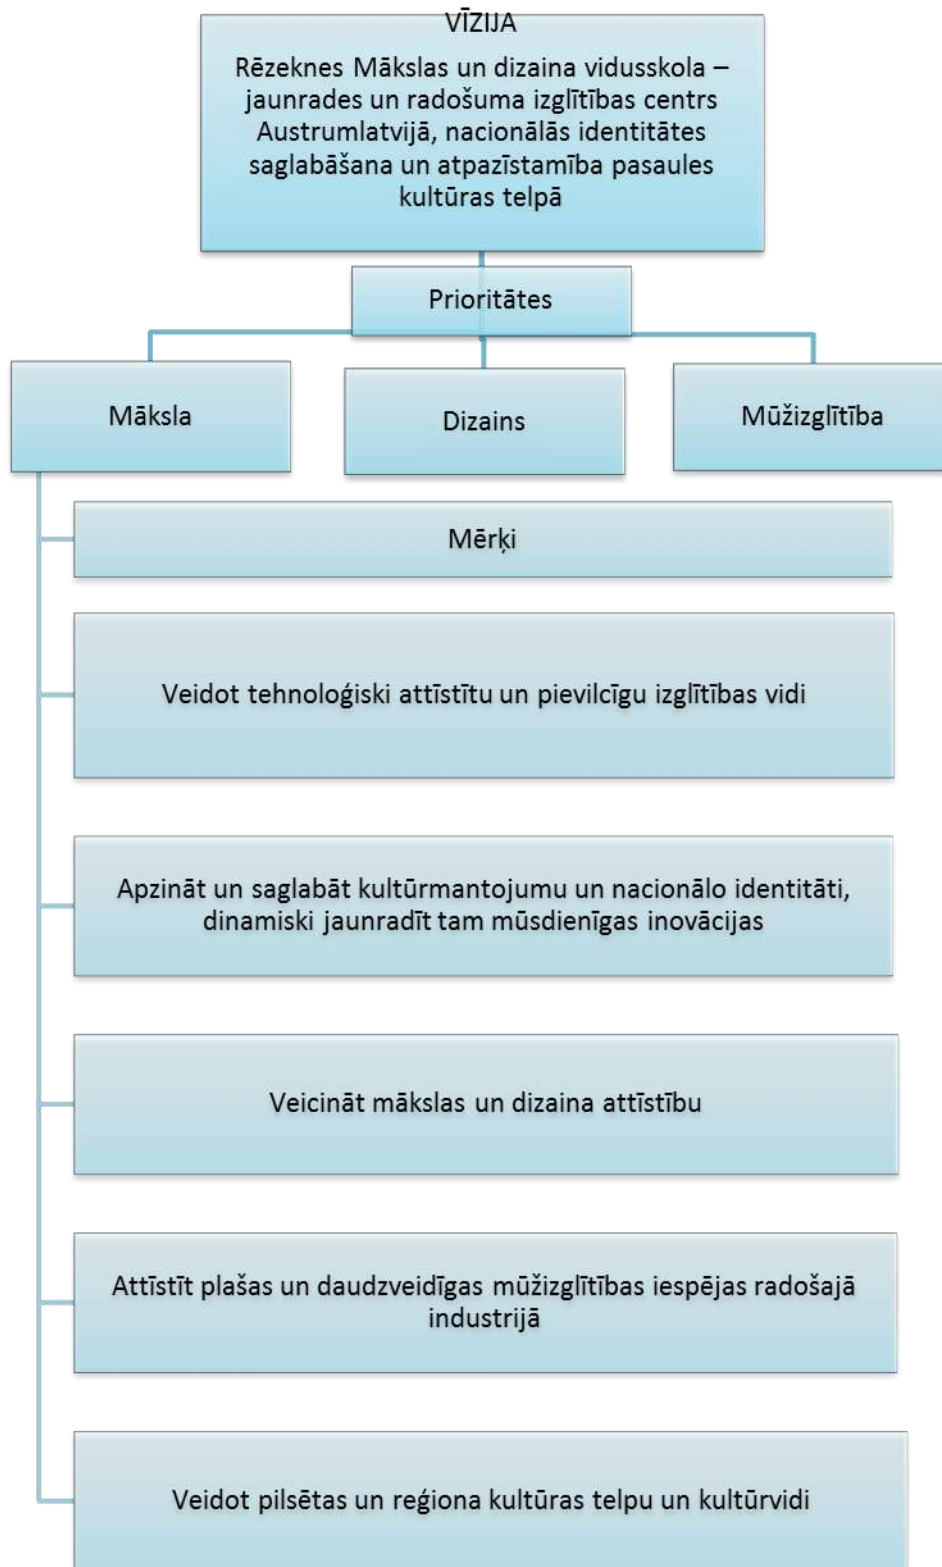 VĪZIJA
Rēzeknes Mākslas un dizaina vidusskola –
jaunrades un radošuma izglītības centrs
Austrumlatvijā, nacionālās identitātes
saglabāšana un atpazīstamība pasaules
kultūras telpā
Prioritātes
Māksla
Dizains
Mūžizglītība
Mērķi
Veidot tehnoloģiski attīstītu un pievilcīgu izglītības vidi
Apzināt un saglabāt kultūrmantojumu un nacionālo identitāti,
dinamiski jaunradīt tam mūsdienīgas inovācijas
Veicināt mākslas un dizaina attīstību
Attīstīt plašas un daudzveidīgas mūžizglītības iespējas radošajā
industrijā
Veidot pilsētas un reģiona kultūras telpu un kultūrvidi